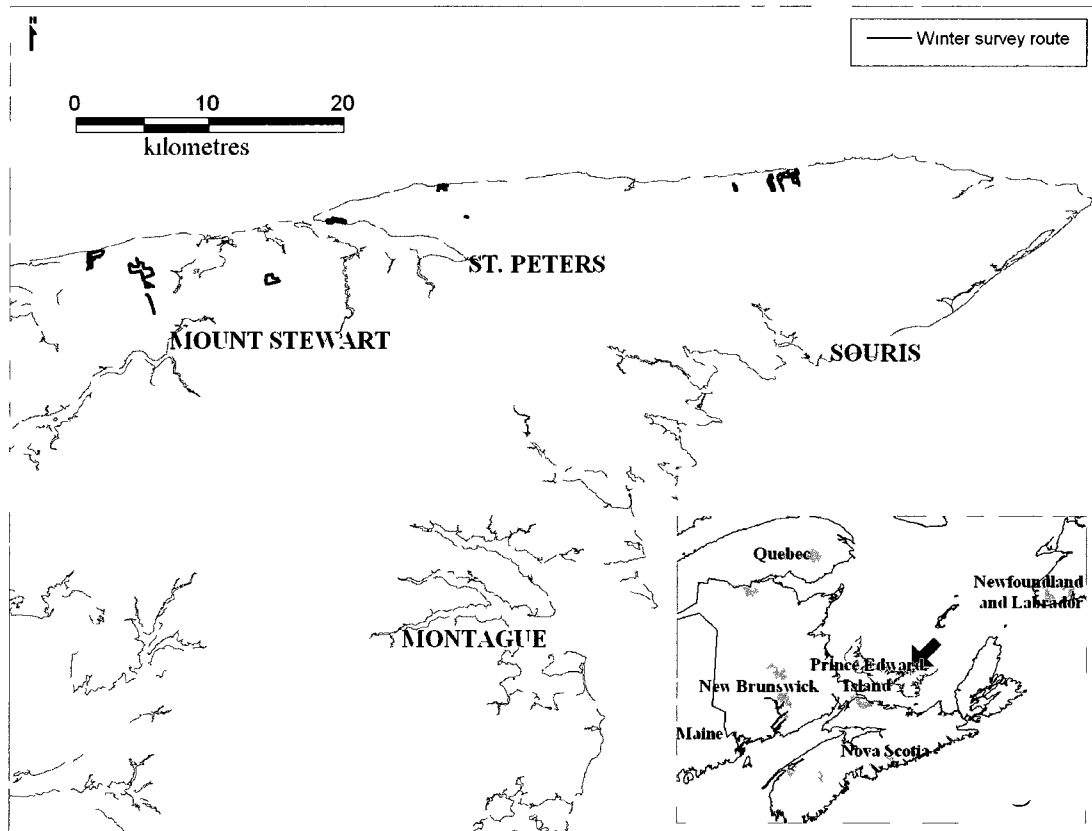 N
Winter survey route
0 10 20
kilometres
ST. PETERS
MOUNT STEWART
SOURIS
MONTAGUE
Quebec
Newfoundland
and Labrador
Prince Edward
Island
New Brunswick
Maine
Nova Scotia